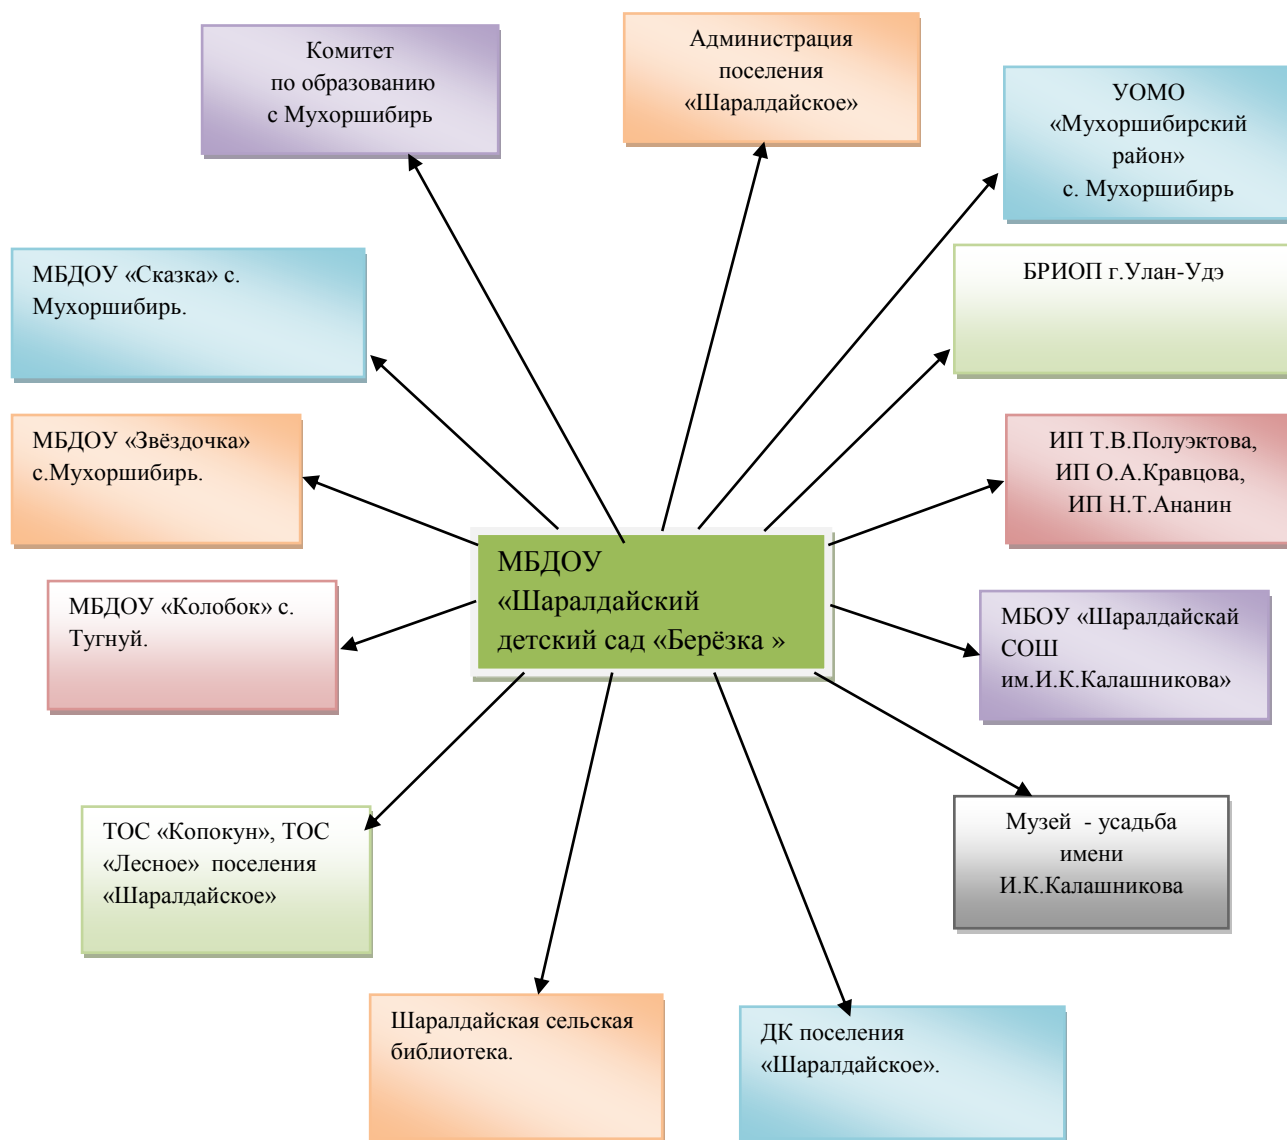 Комитет
по образованию
с Мухоршибирь
Администрация
поселения
«Шаралдайское»
УОМО
«Мухоршибирский
район»
с. Мухоршибирь
МБДОУ «Сказка» с.
Мухоршибирь.
БРИОП г.Улан-Удэ
МБДОУ «Звёздочка»
с.Мухоршибирь.
ИП Т.В.Полуэктова,
ИП О.А.Кравцова,
ИП Н.Т.Ананин
МБДОУ
«Шаралдайский
детский сад «Берёзка »
МБДОУ «Колобок» с.
Тугнуй.
МБОУ «Шаралдайскай
СОШ
им.И.К.Калашникова»
ТОС «Копокун», ТОС
«Лесное» поселения
«Шаралдайское»
Музей - усадьба
имени
И.К.Калашникова
Шаралдайская сельская
библиотека.
ДК поселения
«Шаралдайское».